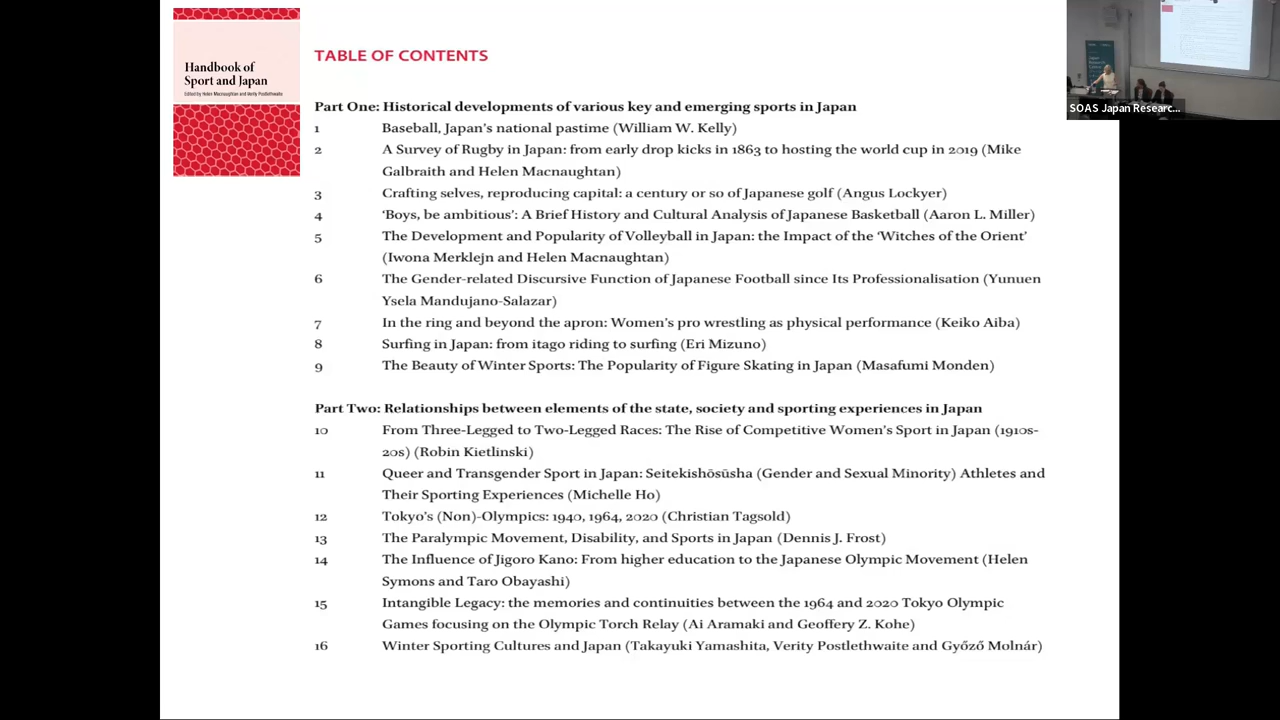 Handbook of
Sport and Japan
Edited by Helen Macnaughtan and Verity Postlethwaite
TABLE OF CONTENTS
Part One: Historical developments of various key and emerging sports in Japan
1 Baseball, Japan's national pastime (William W. Kelly)
2 A Survey of Rugby in Japan: from early drop kicks in 1863 to hosting the world cup in 2019 (Mike
Galbraith and Helen Macnaughtan)
3 Crafting selves, reproducing capital: a century or so of Japanese golf (Angus Lockyer)
4 ‘Boys, be ambitious’: A Brief History and Cultural Analysis of Japanese Basketball (Aaron L. Miller)
5 The Development and Popularity of Volleyball in Japan: the Impact of the ‘Witches of the Orient’
(Iwona Merklejn and Helen Macnaughtan)
6 The Gender-related Discursive Function of Japanese Football since Its Professionalisation (Yunuen
Ysela Mandujano-Salazar)
7 In the ring and beyond the apron: Women's pro wrestling as physical performance (Keiko Aiba)
8 Surfing in Japan: from itago riding to surfing (Eri Mizuno)
9 The Beauty of Winter Sports: The Popularity of Figure Skating in Japan (Masafumi Monden)
Part Two: Relationships between elements of the state, society and sporting experiences in Japan
10 From Three-Legged to Two-Legged Races: The Rise of Competitive Women's Sport in Japan (1910s-
20s) (Robin Kietlinski)
11 Queer and Transgender Sport in Japan: Seitekishōsūsha (Gender and Sexual Minority) Athletes and
Their Sporting Experiences (Michelle Ho)
12 Tokyo's (Non)-Olympics: 1940, 1964, 2020 (Christian Tagsold)
13 The Paralympic Movement, Disability, and Sports in Japan (Dennis J. Frost)
14 The Influence of Jigoro Kano: From higher education to the Japanese Olympic Movement (Helen
Symons and Taro Obayashi)
15 Intangible Legacy: the memories and continuities between the 1964 and 2020 Tokyo Olympic
Games focusing on the Olympic Torch Relay (Ai Aramaki and Geoffery Z. Kohe)
16 Winter Sporting Cultures and Japan (Takayuki Yamashita, Verity Postlethwaite and Győző Molnár)
SOAS Japan Researc...